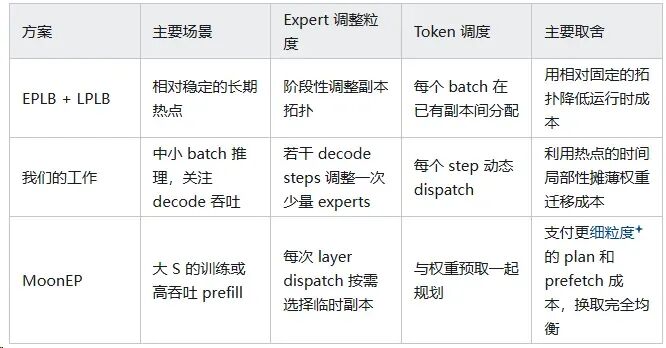 方案
主要场景
Expert 调整粒
度
Token 调度
主要取舍
EPLB + LPLB
相对稳定的长期
热点
阶段性调整副本
拓扑
每个 batch 在
已有副本间分配
用相对固定的拓
扑降低运行时成
本
我们的工作
中小 batch 推
理，关注
decode 吞吐
若干 decode
steps 调整一次
少量 experts
每个 step 动态
dispatch
利用热点的时间
局部性摊薄权重
迁移成本
MoonEP
大 S 的训练或
高吞吐 prefill
每次 layer
dispatch 按需
选择临时副本
与权重预取一起
规划
支付更细粒度
的 plan 和
prefetch 成
本，换取完全均
衡